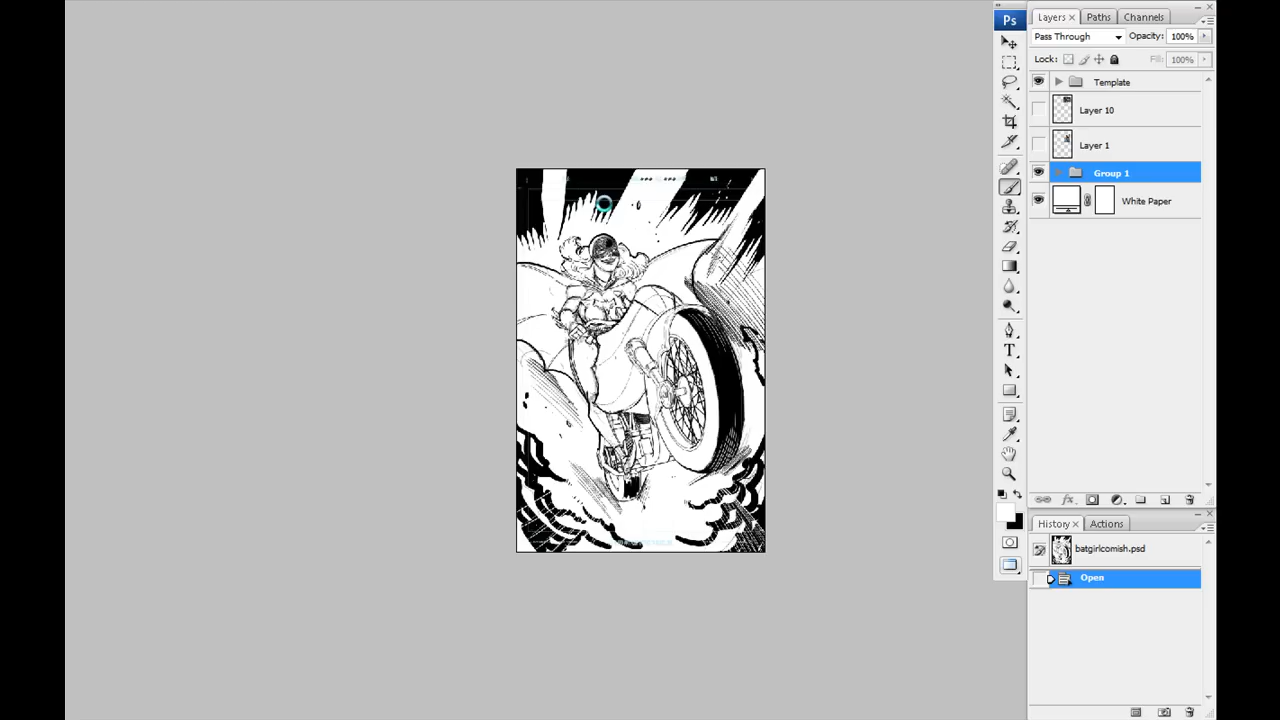 Ps
Layers × Paths Channels
Pass Through Opacity: 100%
Lock: Fill: 100%
Template
Layer 10
Layer 1
Group 1
White Paper
T
fx
History × Actions
batgirlcomish.psd
Open